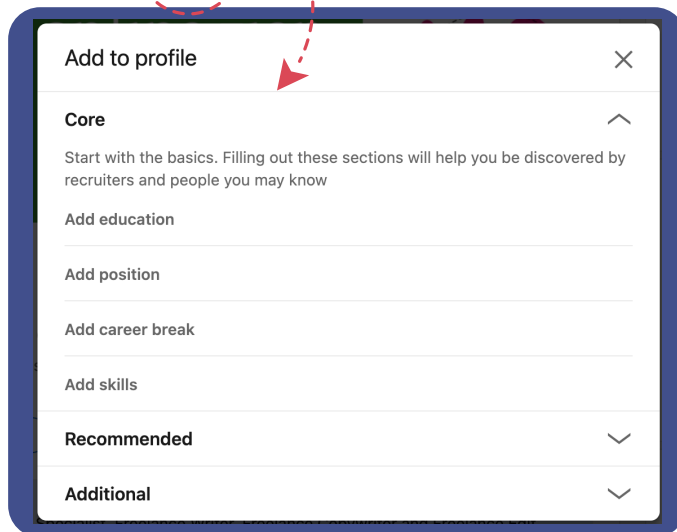 Add to profile
Core
Start with the basics. Filling out these sections will help you be discovered by
recruiters and people you may know
Add education
Add position
Add career break
Add skills
Recommended
Additional